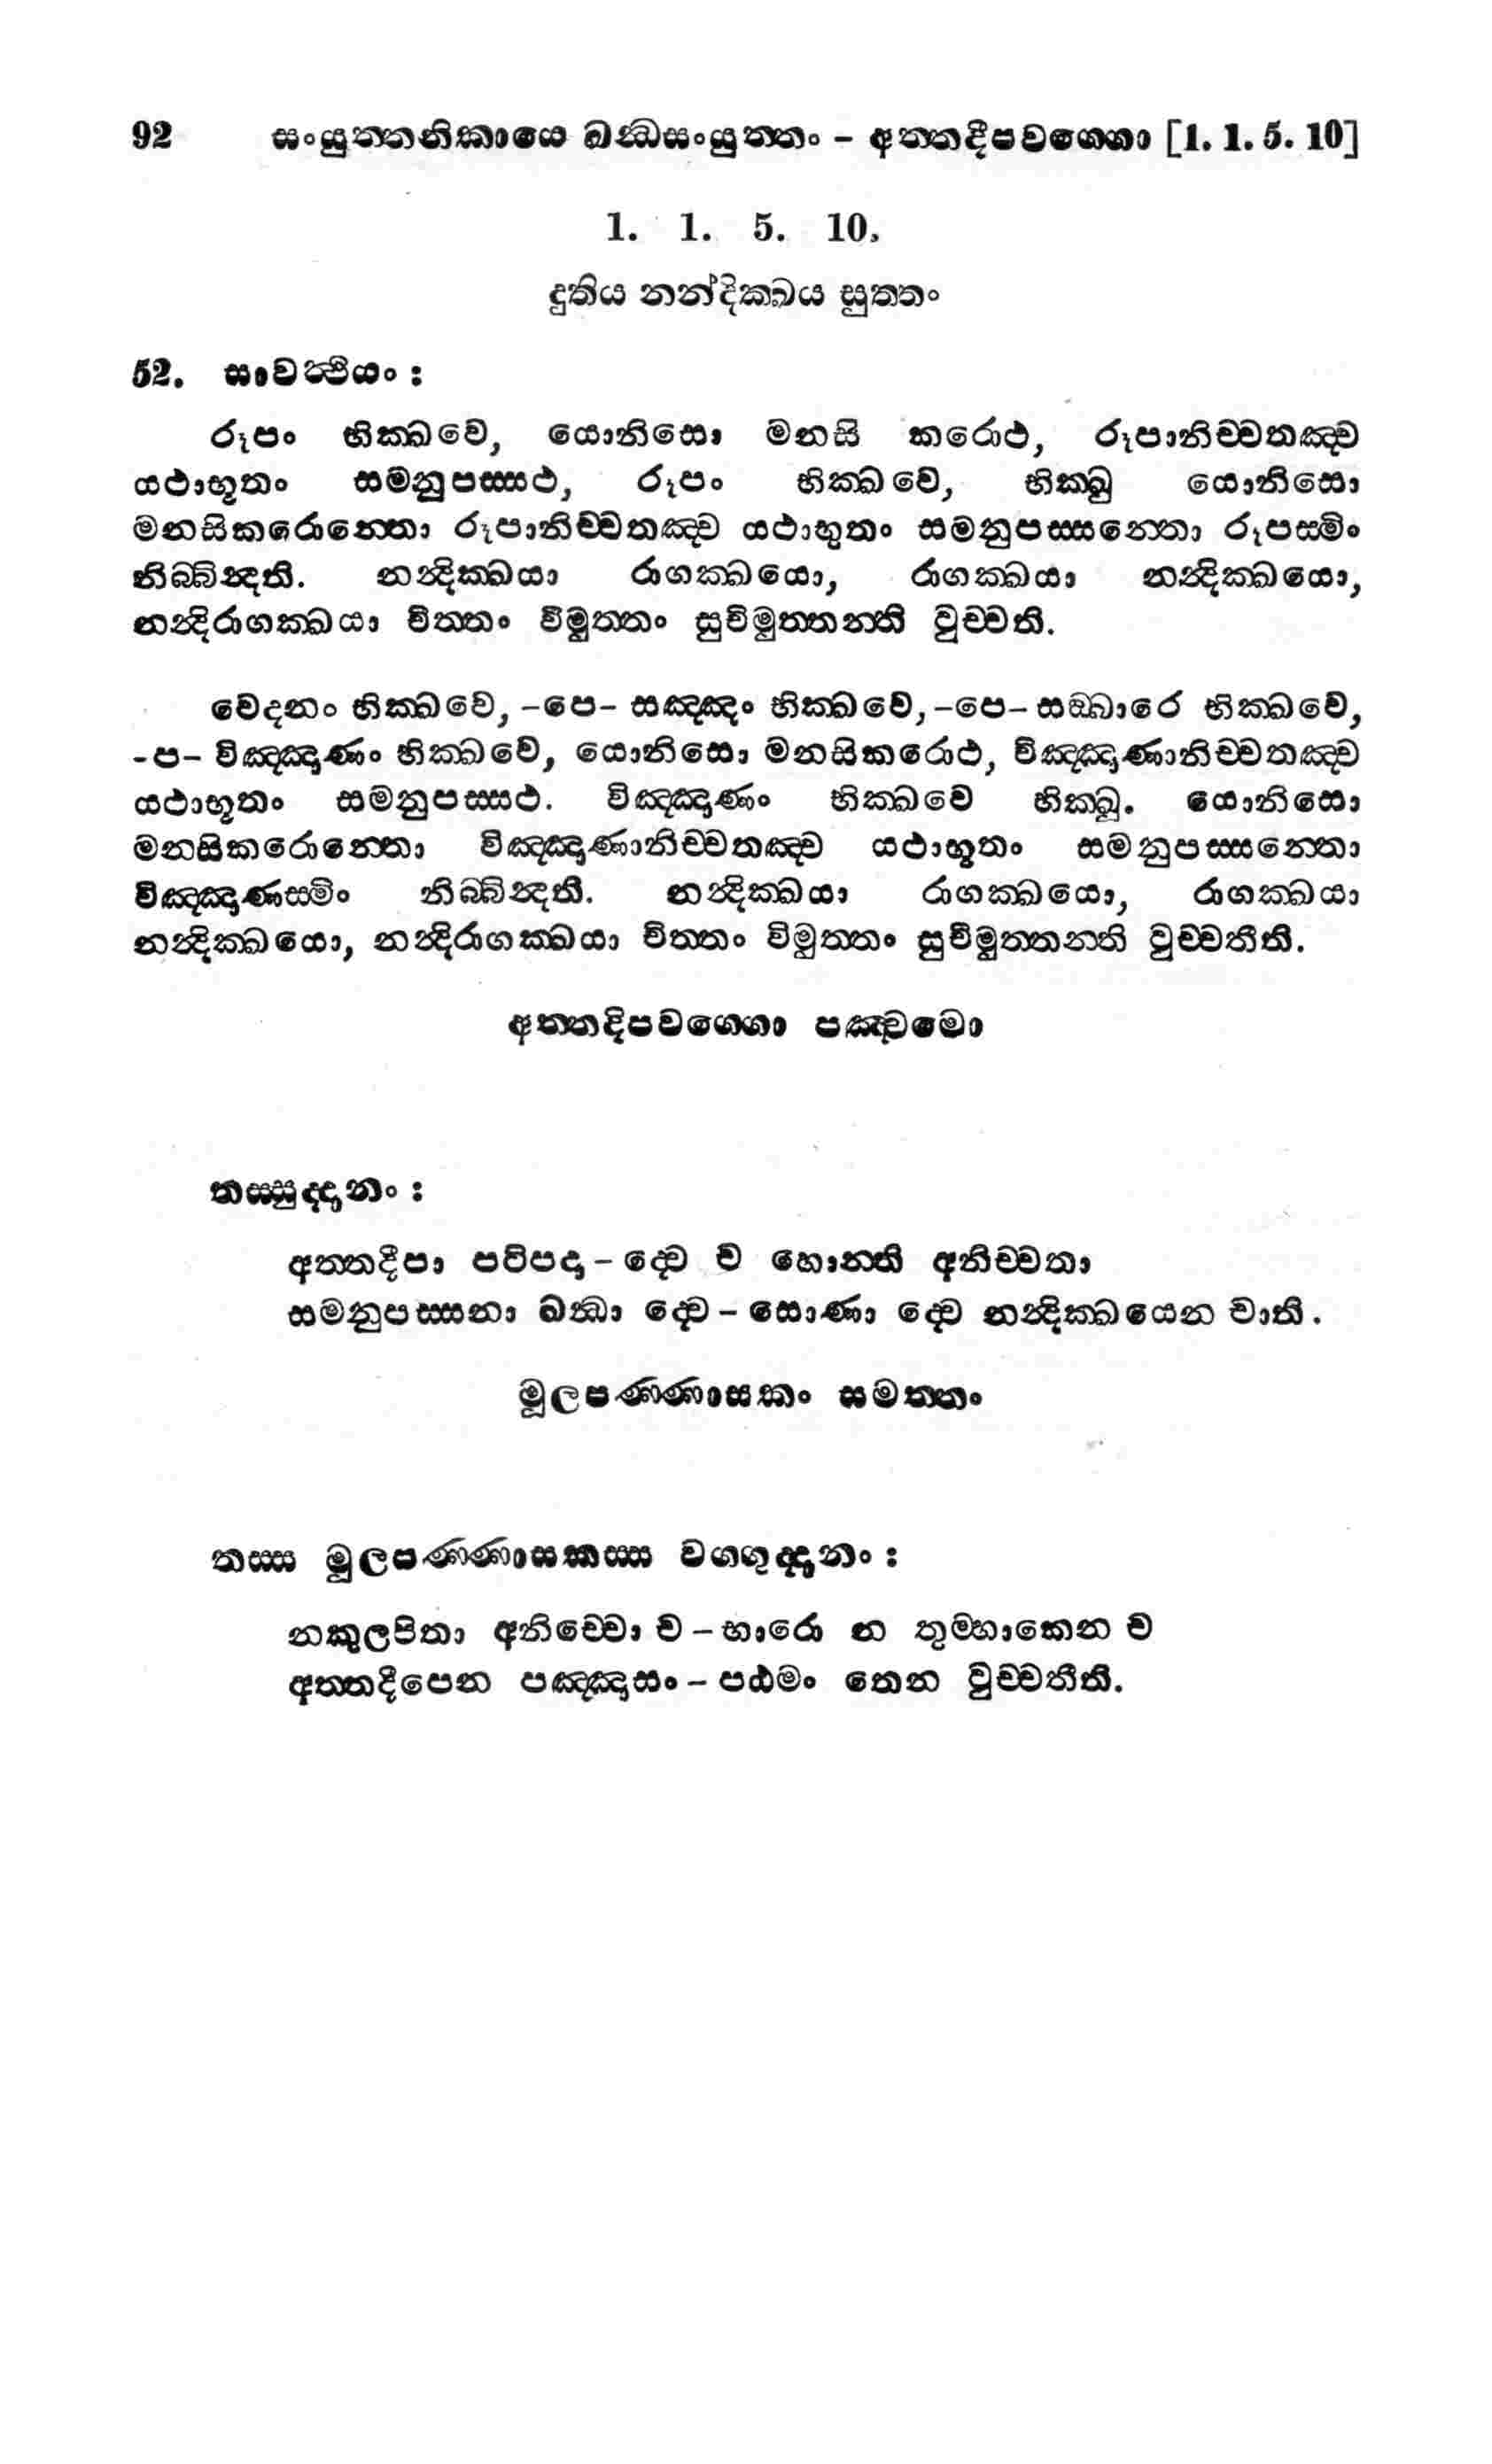 92 සංයුත්තනිකායෙ ඛන්ධසංයුත්තං - අත්තදීපවග්ගො [1. 1. 5. 10]
1. 1. 5. 10.
දුතිය නන්දික්ඛය සුත්තං
52. සාවත්ථියං :
රූපං භික්ඛවෙ, යොනිසො මනසි කරොථ, රූපානිච්චතඤ්ච
යථාභූතං සමනුපස්සථ, රූපං භික්ඛවෙ, භික්ඛු යොනිසො
මනසිකරොන්තො රූපානිච්චතඤ්ච යථාභුතං සමනුපස්සන්තො රූපස්මිං
නිබ්බින්දති. නන්දික්ඛයා රාගක්ඛයො, රාගක්ඛයා නන්දික්ඛයො,
නන්දිරාගක්ඛයා චිත්තං විමුත්තං සුවිමුත්තන්ති වුච්චති.
වෙදනං භික්ඛවෙ, -පෙ- සඤ්ඤං භික්ඛවෙ, -පෙ- සඞ්ඛාරෙ භික්ඛවෙ,
-ප- විඤ්ඤාණං භික්ඛවෙ, යොනිසො මනසිකරොථ, විඤ්ඤාණානිච්චතඤ්ච
යථාභූතං සමනුපස්සථ. විඤ්ඤාණං භික්ඛවෙ භික්ඛු. යොනිසො
මනසිකරොන්තො විඤ්ඤාණානිච්චතඤ්ච යථාභූතං සමනුපස්සන්තො
විඤ්ඤාණස්මිං නිබ්බින්දති. නන්දික්ඛයා රාගක්ඛයො, රාගක්ඛයා
නන්දික්ඛයො, නන්දිරාගක්ඛයා චිත්තං විමුත්තං සුවිමුත්තන්ති වුච්චතීති.
අත්තදීපවග්ගො පඤ්චමො
තස්සුද්දානං :
අත්තදීපා පටිපදා - ද්වෙ ච හොන්ති අනිච්චතා
සමනුපස්සනා ඛන්ධා ද්වෙ - සොණා ද්වෙ නන්දික්ඛයෙන චාති.
මූලපණ්ණාසකං සමත්තං
තස්ස මූලපණ්ණාසකස්ස වග්ගුද්දානං :
නකුලපිතා අනිච්චො ච - භාරො න තුම්හාකෙන ච
අත්තදීපෙන පඤ්ඤාසං - පඨමං තෙන වුච්චතීති.